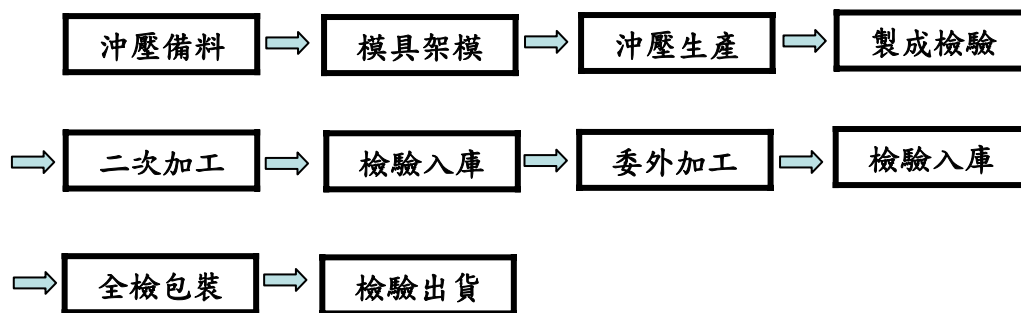 沖壓備料 模具架模 沖壓生產 製成檢驗
二次加工 檢驗入庫 委外加工 檢驗入庫
全檢包裝 檢驗出貨